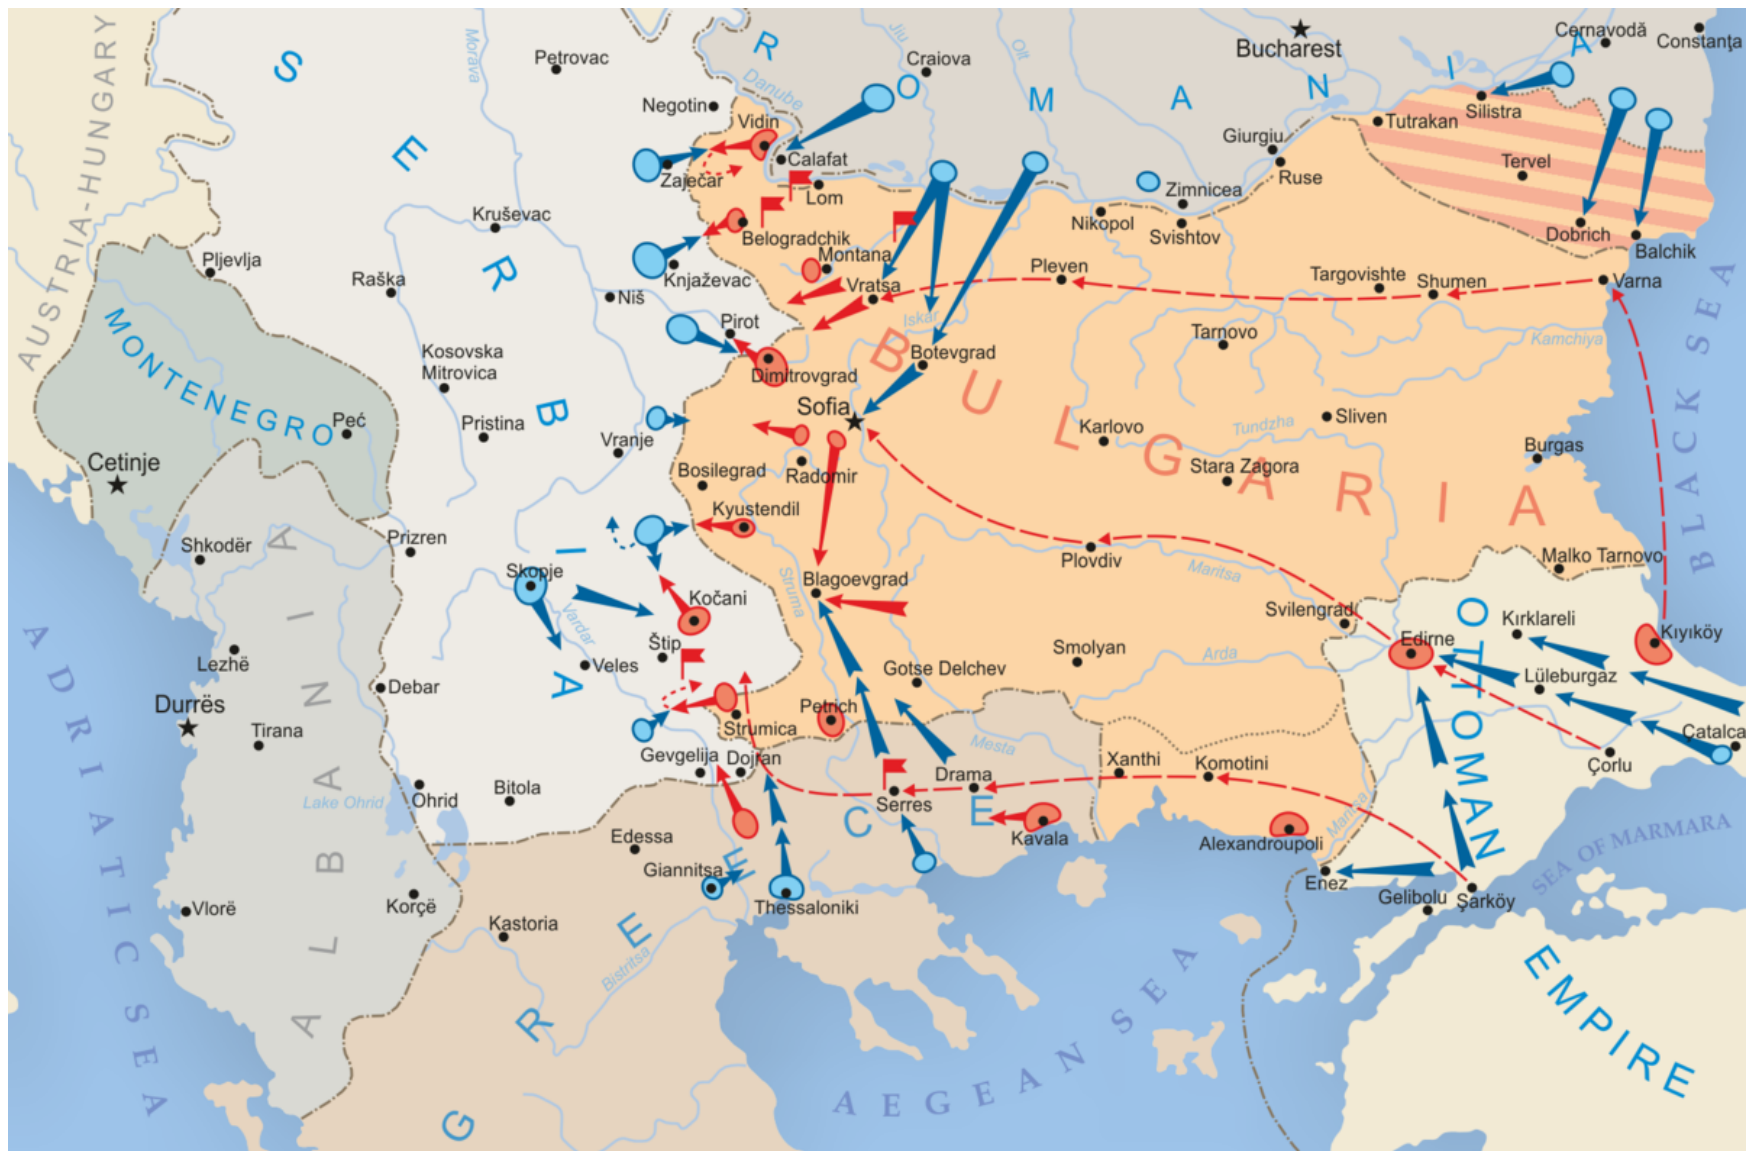 AUSTRIA-HUNGARY
SERBIA
ROMANIA
MONTENEGRO
ALBANIA
GREECE
BULGARIA
OTTOMAN
EMPIRE
BLACK SEA
SEA OF MARMARA
AEGEAN SEA
ADRIATIC SEA
Morava
Jiu
Olt
Danube
Iskar
Kamchiya
Tundzha
Maritsa
Arda
Struma
Vardar
Mesta
Maritsa
Bistritsa
Lake Ohrid
Petrovac
Negotin
Craiova
Bucharest
Cernavodă
Constanţa
Vidin
Calafat
Zaječar
Lom
Giurgiu
Ruse
Silistra
Tutrakan
Tervel
Zimnicea
Nikopol
Svishtov
Dobrich
Balchik
Kruševac
Belogradchik
Montana
Knjaževac
Pljevlja
Raška
Niš
Vratsa
Pleven
Targovishte
Shumen
Varna
Pirot
Tarnovo
Kosovska
Mitrovica
Dimitrovgrad
Botevgrad
Sofia
Peć
Pristina
Vranje
Karlovo
Sliven
Burgas
Cetinje
Bosilegrad
Radomir
Stara Zagora
Kyustendil
Shkodër
Prizren
Plovdiv
Malko Tarnovo
Skopje
Blagoevgrad
Kočani
Svilengrad
Kırklareli
Kıyıköy
Edirne
Štip
Lezhë
Veles
Debar
Gotse Delchev
Smolyan
Lüleburgaz
Durrës
Tirana
Strumica
Petrich
Çatalca
Gevgelija
Dojran
Drama
Xanthi
Komotini
Çorlu
Ohrid
Bitola
Serres
Edessa
Kavala
Alexandroupoli
Giannitsa
Enez
Gelibolu
Şarköy
Vlorë
Korçë
Thessaloniki
Kastoria